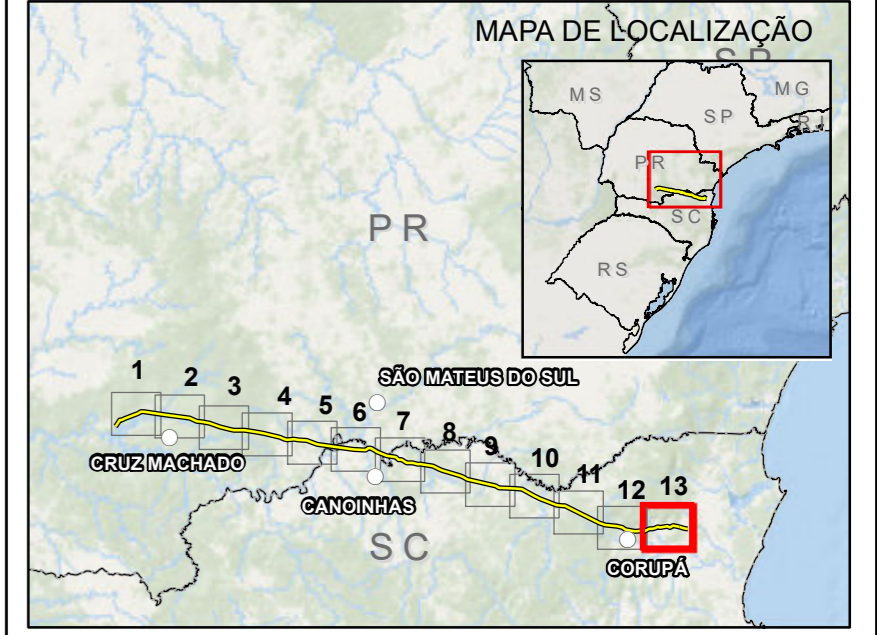 MAPA DE LOCALIZAÇÃO
SP
MS
MG
SP
RJ
PR
SC
RS
PR
SÃO MATEUS DO SUL
1
2
3
4
5
6
7
8
9
10
11
12
13
CRUZ MACHADO
CANOINHAS
SC
CORUPÁ